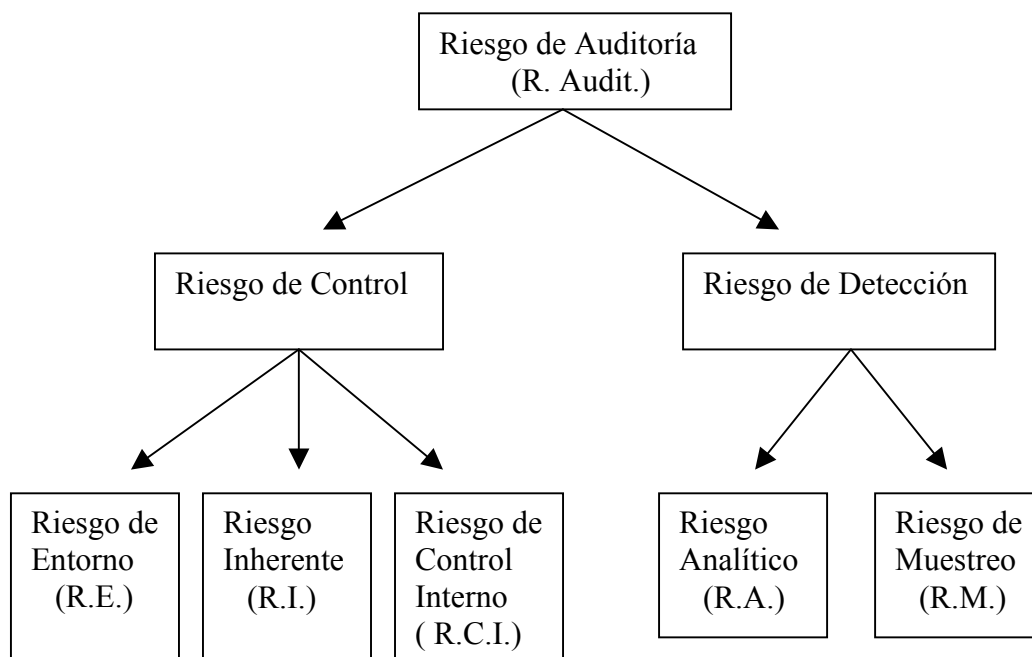 Riesgo de Auditoría
(R. Audit.)
Riesgo de Control
Riesgo de Detección
Riesgo de
Entorno
(R.E.)
Riesgo
Inherente
(R.I.)
Riesgo de
Control
Interno
( R.C.I.)
Riesgo
Analítico
(R.A.)
Riesgo de
Muestreo
(R.M.)